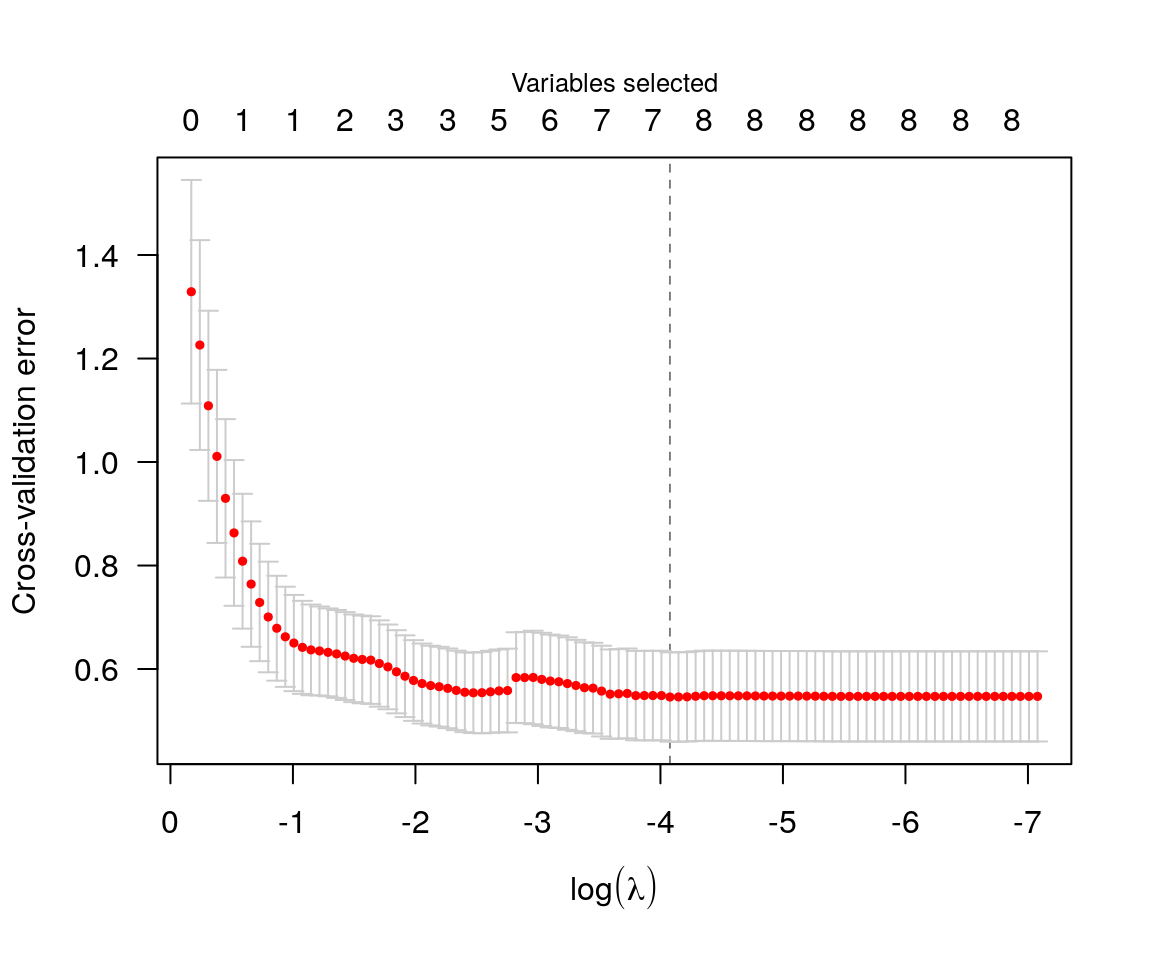 Variables selected
0 1 1 2 3 3 5 6 7 7 8 8 8 8 8 8 8
Cross-validation error
1.4
1.2
1.0
0.8
0.6
0 -1 -2 -3 -4 -5 -6 -7
log(λ)